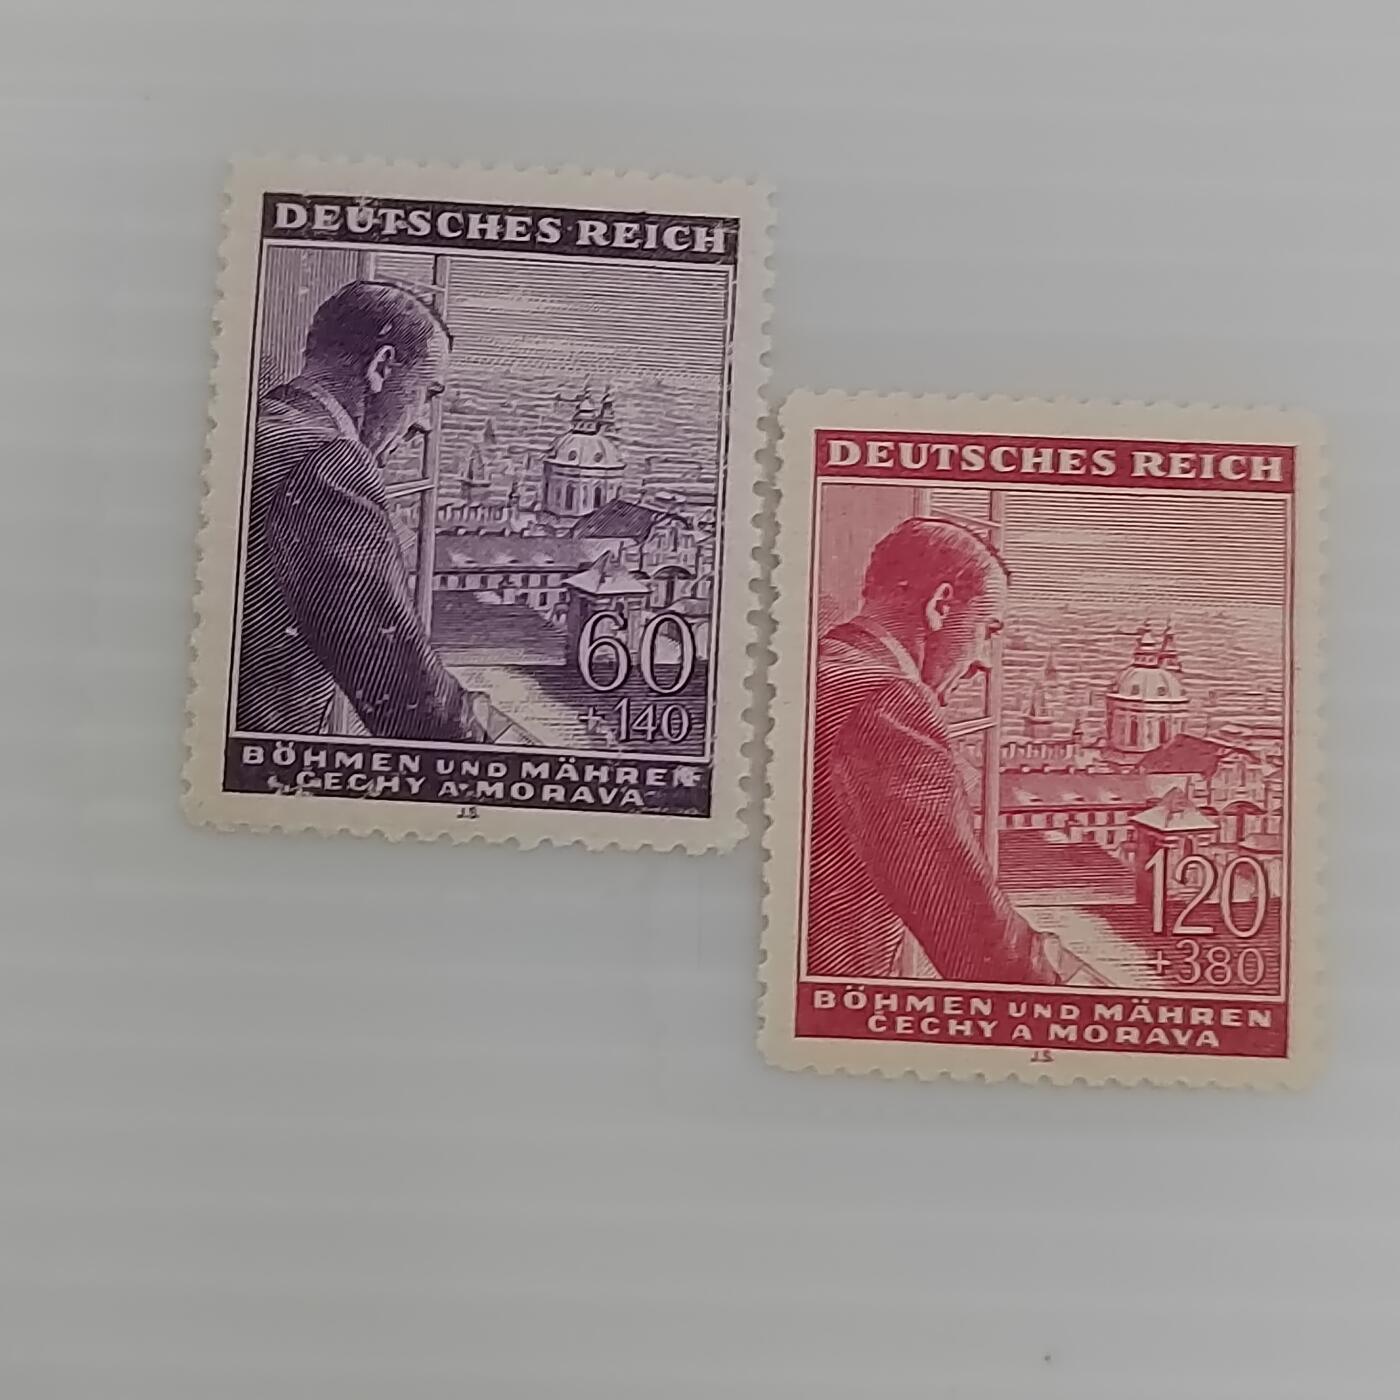 DEUTSCHES REICH
60
+140
BÖHMEN UND MÄHREN
ČECHY A MORAVA
J.S.
DEUTSCHES REICH
120
+380
BÖHMEN UND MÄHREN
ČECHY A MORAVA
J.S.